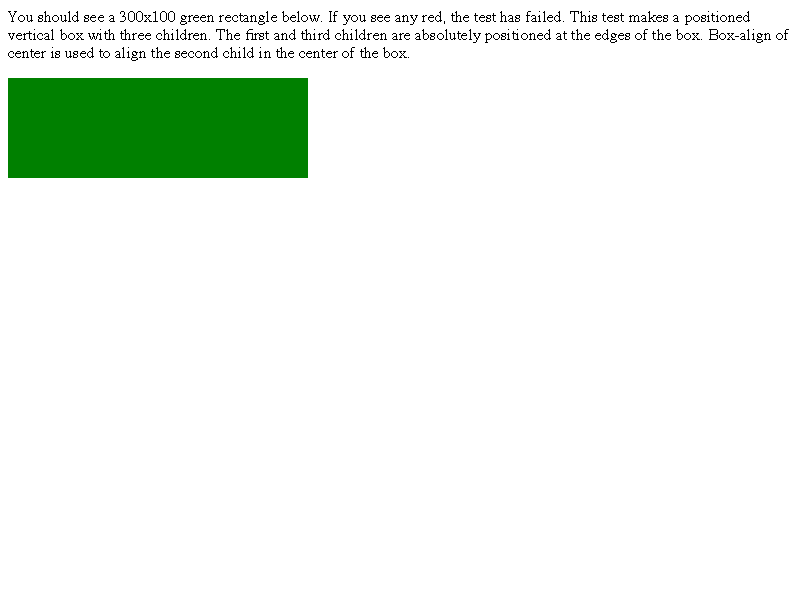 You should see a 300x100 green rectangle below. If you see any red, the test has failed. This test makes a positioned
vertical box with three children. The first and third children are absolutely positioned at the edges of the box. Box-align of
center is used to align the second child in the center of the box.